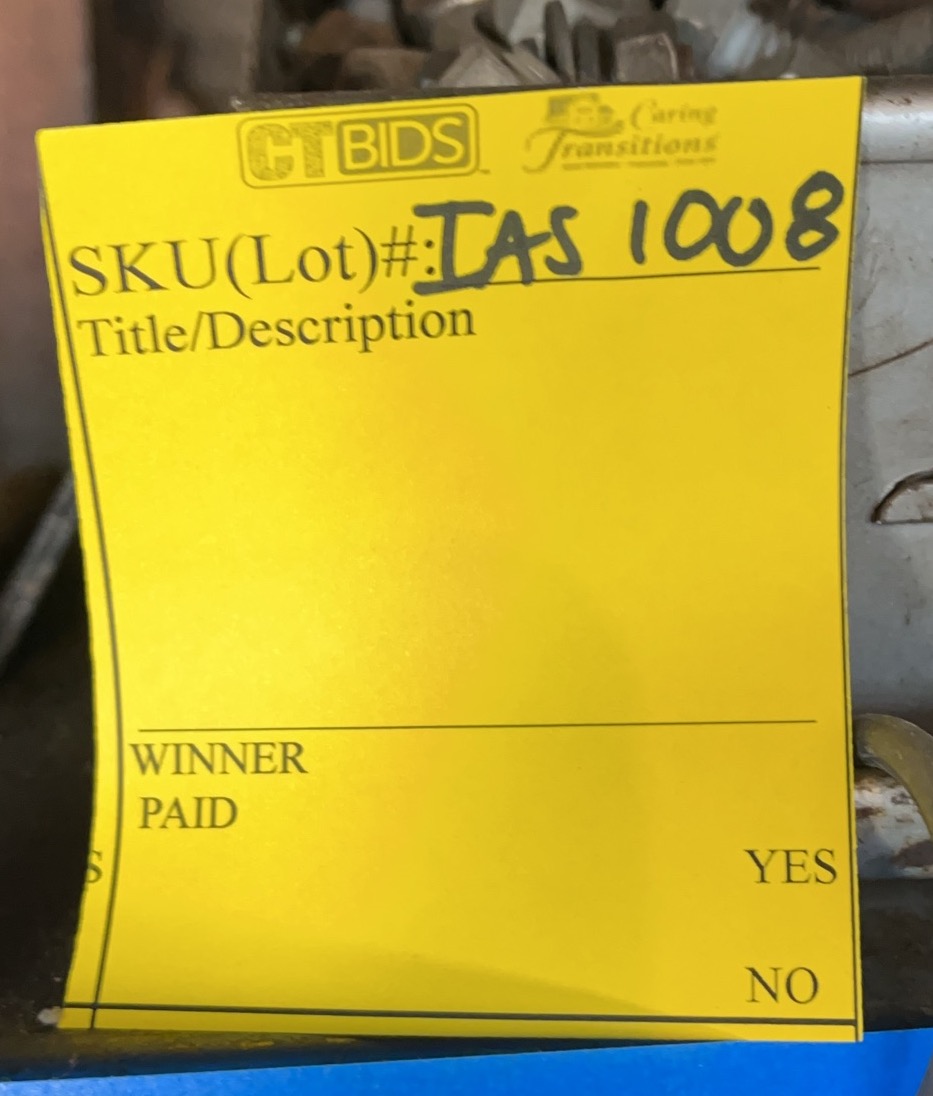 CTBIDS Caring Transitions
SKU(Lot)#: IAS 1008
Title/Description
WINNER
PAID
S YES
NO